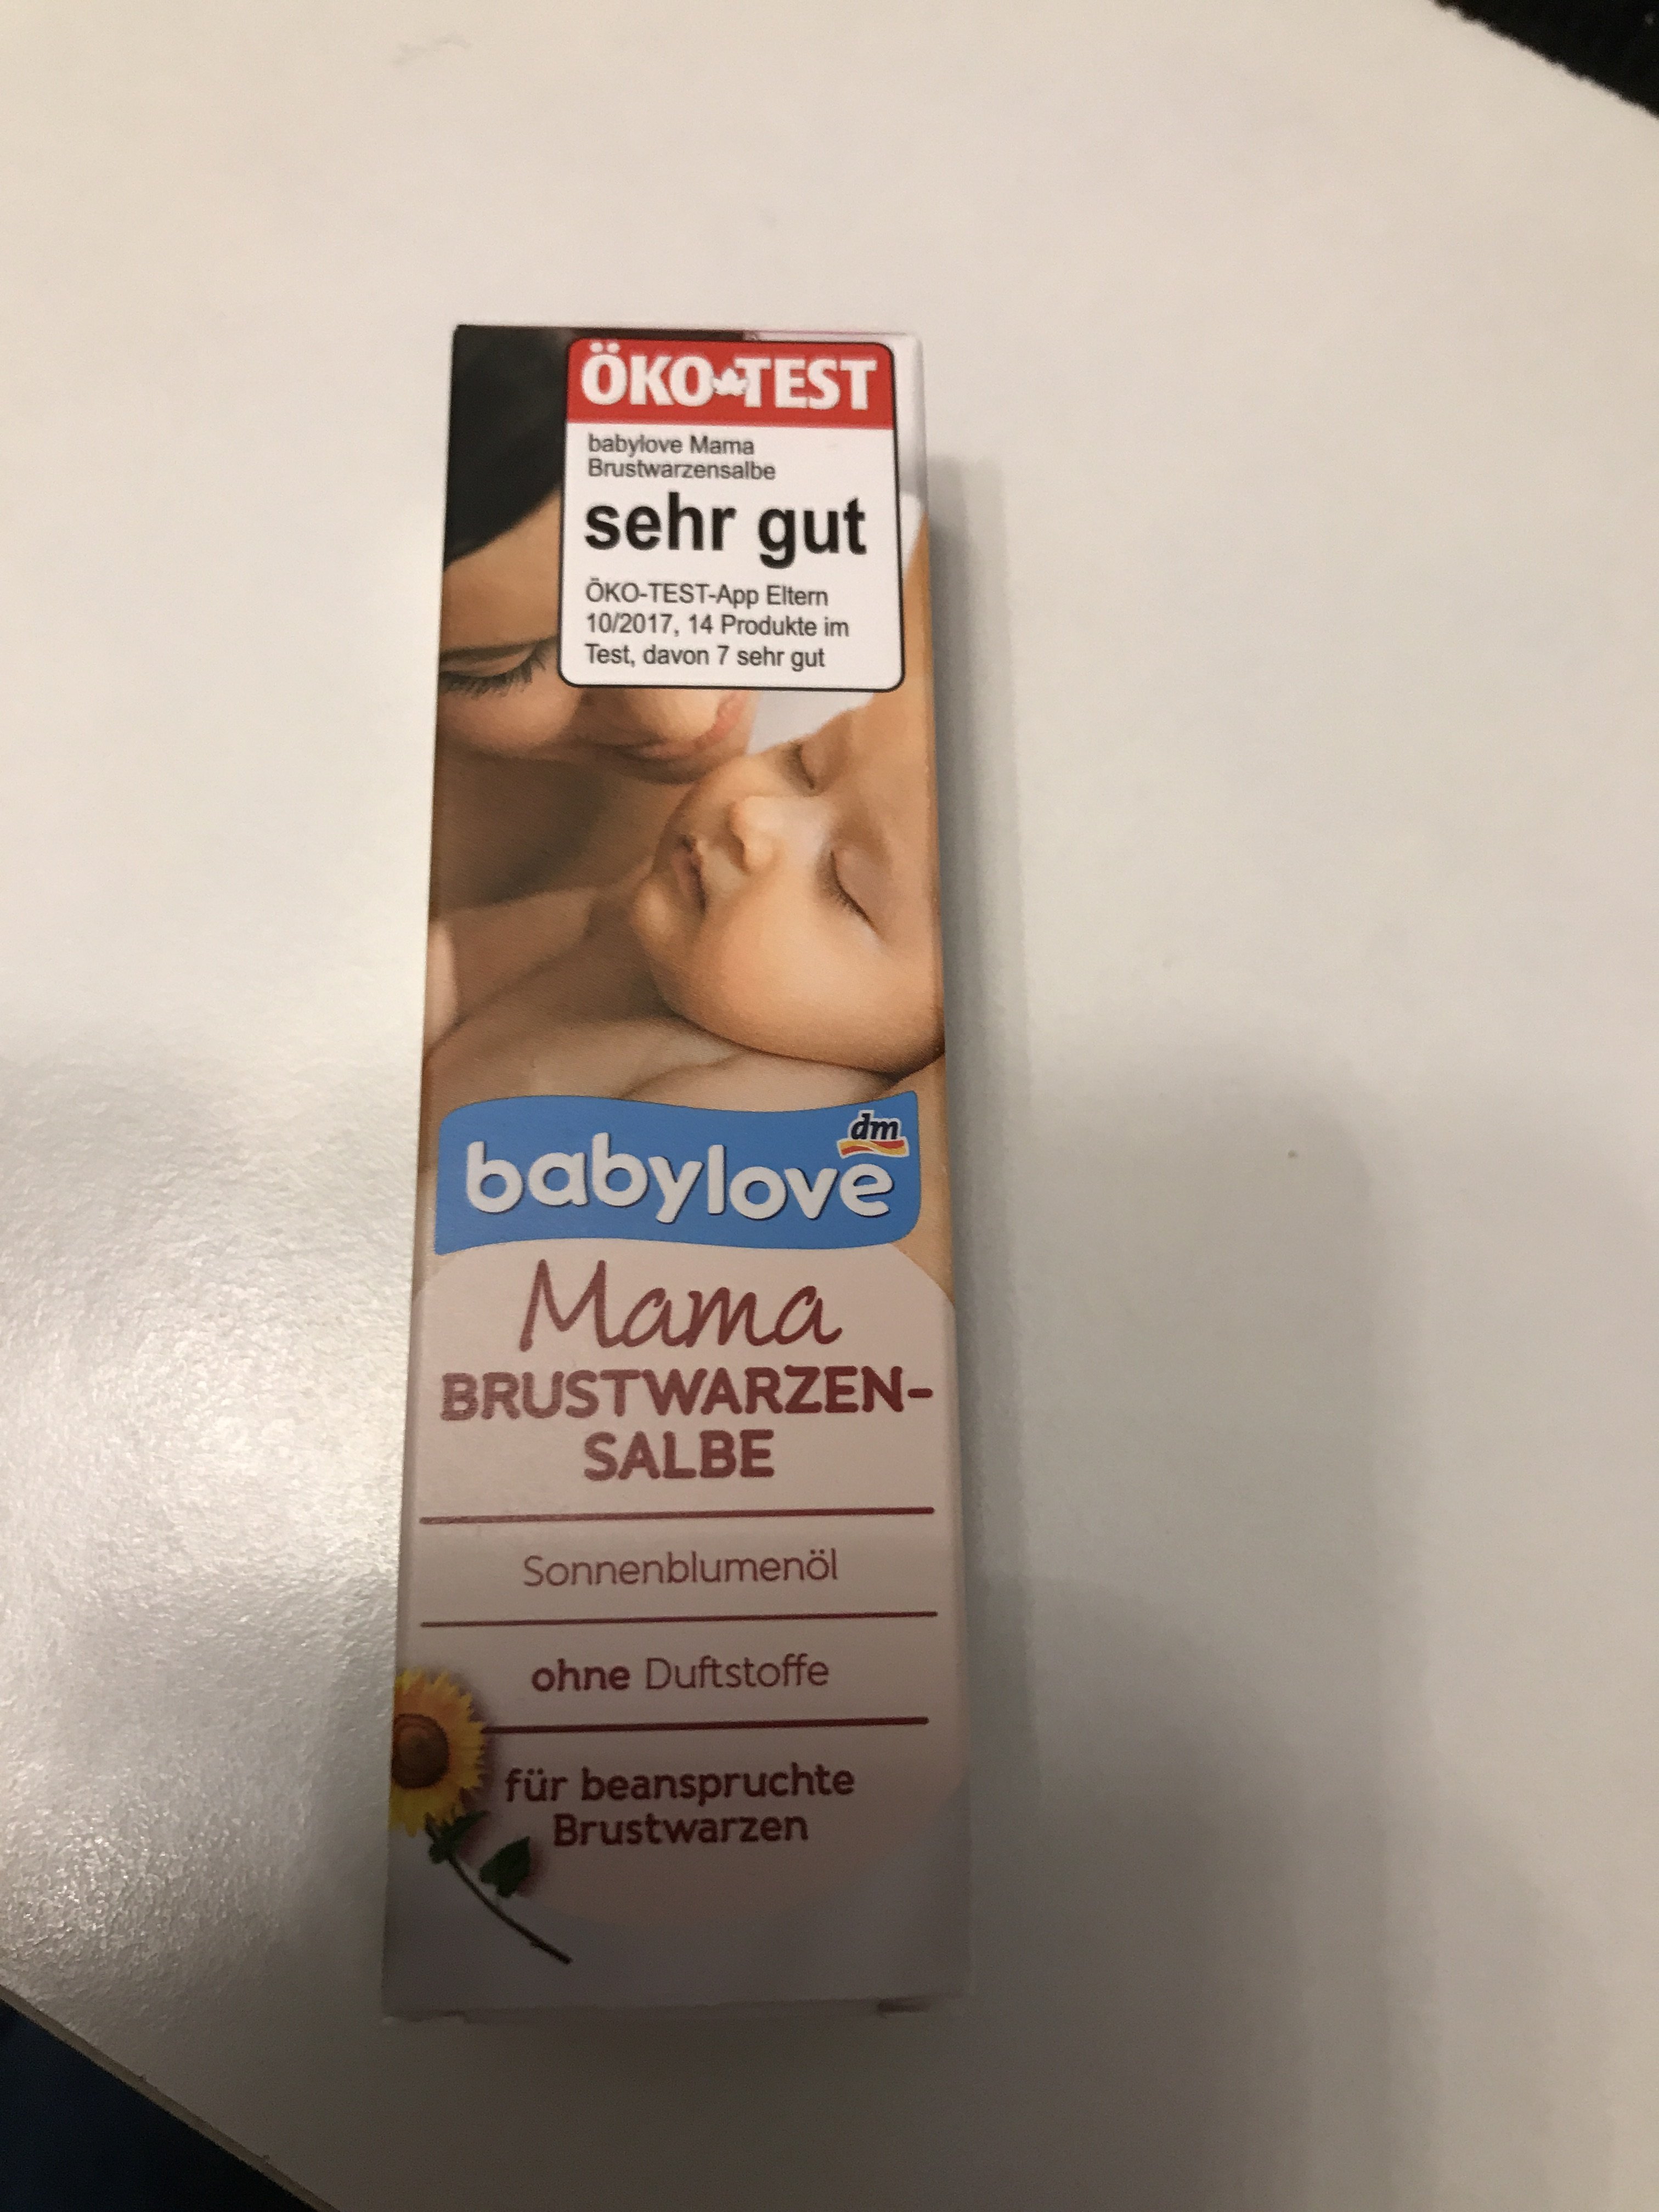 ÖKO TEST
babylove Mama
Brustwarzensalbe
sehr gut
ÖKO-TEST-App Eltern
10/2017, 14 Produkte im
Test, davon 7 sehr gut
dm
babylove
Mama
BRUSTWARZEN-
SALBE
Sonnenblumenöl
ohne Duftstoffe
für beanspruchte
Brustwarzen